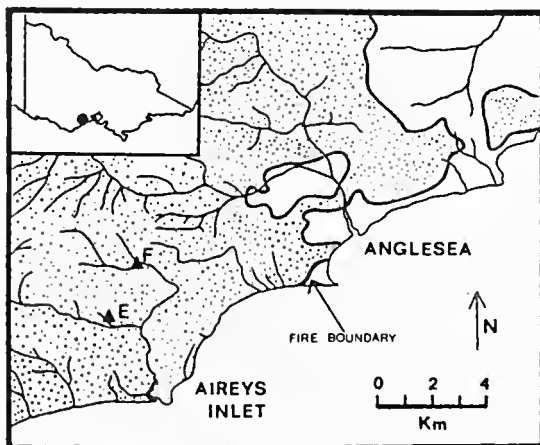 F
ANGLESEA
E
FIRE BOUNDARY
N
AIREYS
INLET
0 2 4
Km